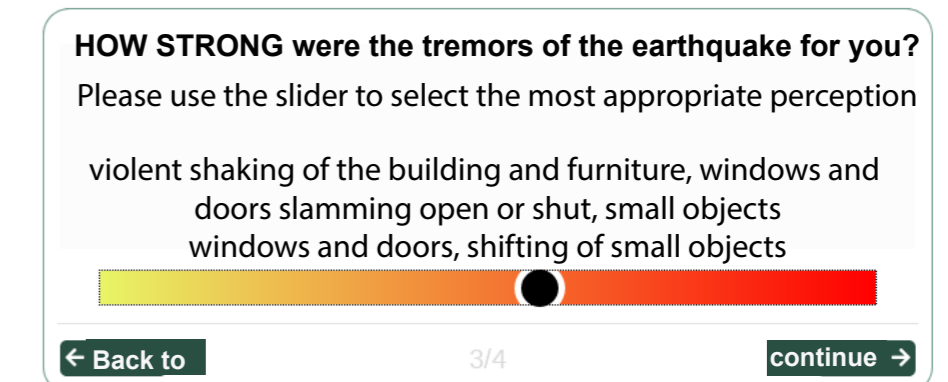 HOW STRONG were the tremors of the earthquake for you?
Please use the slider to select the most appropriate perception
violent shaking of the building and furniture, windows and
doors slamming open or shut, small objects
windows and doors, shifting of small objects
← Back to
3/4
continue →